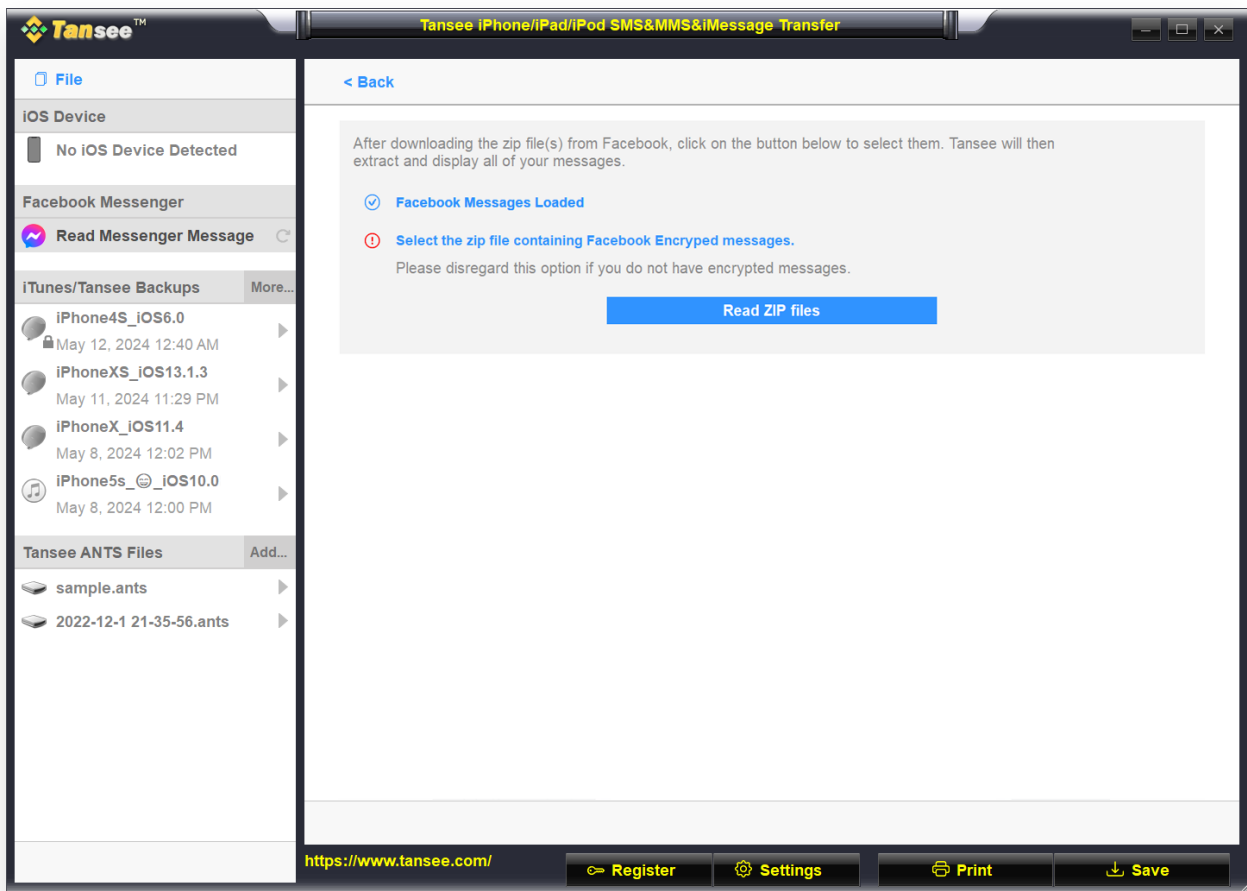 Tansee™
Tansee iPhone/iPad/iPod SMS&MMS&iMessage Transfer
File
< Back
iOS Device
No iOS Device Detected
After downloading the zip file(s) from Facebook, click on the button below to select them. Tansee will then
extract and display all of your messages.
Facebook Messages Loaded
Select the zip file containing Facebook Encryped messages.
Please disregard this option if you do not have encrypted messages.
Read ZIP files
Facebook Messenger
Read Messenger Message
iTunes/Tansee Backups
More...
iPhone4S_iOS6.0
May 12, 2024 12:40 AM
iPhoneXS_iOS13.1.3
May 11, 2024 11:29 PM
iPhoneX_iOS11.4
May 8, 2024 12:02 PM
iPhone5s_😁_iOS10.0
May 8, 2024 12:00 PM
Tansee ANTS Files
Add...
sample.ants
2022-12-1 21-35-56.ants
https://www.tansee.com/
Register
Settings
Print
Save